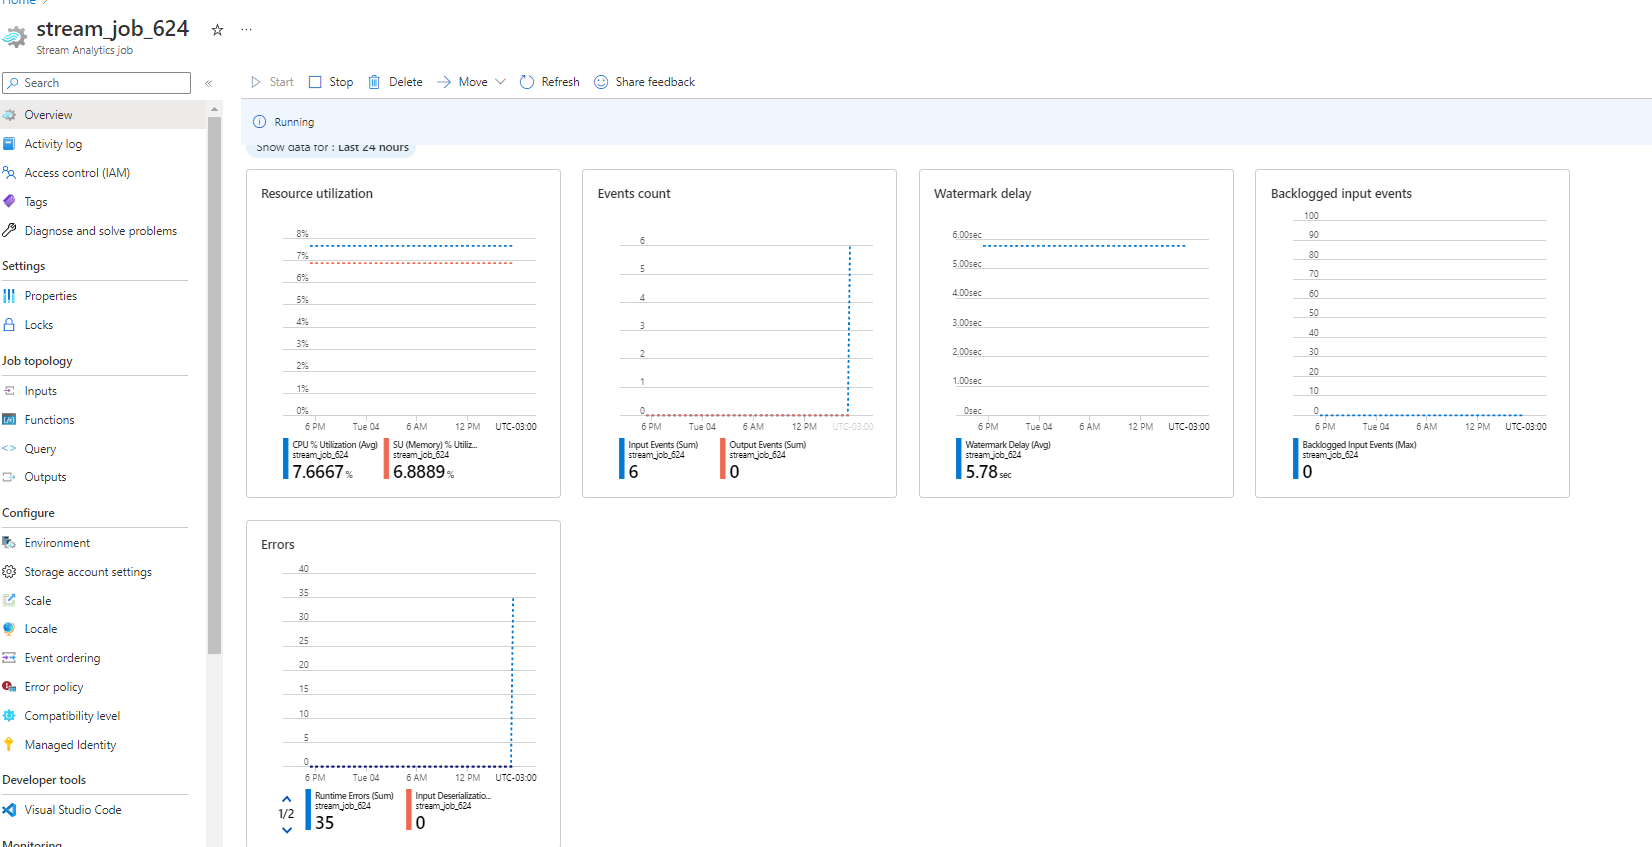 Home
stream_job_624
Stream Analytics job
Search
Start
Stop
Delete
Move
Refresh
Share feedback
Overview
Activity log
Access control (IAM)
Tags
Diagnose and solve problems
Settings
Properties
Locks
Job topology
Inputs
Functions
Query
Outputs
Configure
Environment
Storage account settings
Scale
Locale
Event ordering
Error policy
Compatibility level
Managed Identity
Developer tools
Visual Studio Code
Monitoring
Running
Show data for : Last 24 hours
Resource utilization
8%
7%
6%
5%
4%
3%
2%
1%
0%
6 PM Tue 04 6 AM 12 PM UTC-03:00
CPU % Utilization (Avg)
stream_job_624
7.6667 %
SU (Memory) % Utiliz...
stream_job_624
6.8889 %
Events count
6
5
4
3
2
1
0
6 PM Tue 04 6 AM 12 PM UTC-03:00
Input Events (Sum)
stream_job_624
6
Output Events (Sum)
stream_job_624
0
Watermark delay
6.00sec
5.00sec
4.00sec
3.00sec
2.00sec
1.00sec
0sec
6 PM Tue 04 6 AM 12 PM UTC-03:00
Watermark Delay (Avg)
stream_job_624
5.78 sec
Backlogged input events
100
90
80
70
60
50
40
30
20
10
0
6 PM Tue 04 6 AM 12 PM UTC-03:00
Backlogged Input Events (Max)
stream_job_624
0
Errors
40
35
30
25
20
15
10
5
0
6 PM Tue 04 6 AM 12 PM UTC-03:00
1/2
Runtime Errors (Sum)
stream_job_624
35
Input Deserializatio...
stream_job_624
0